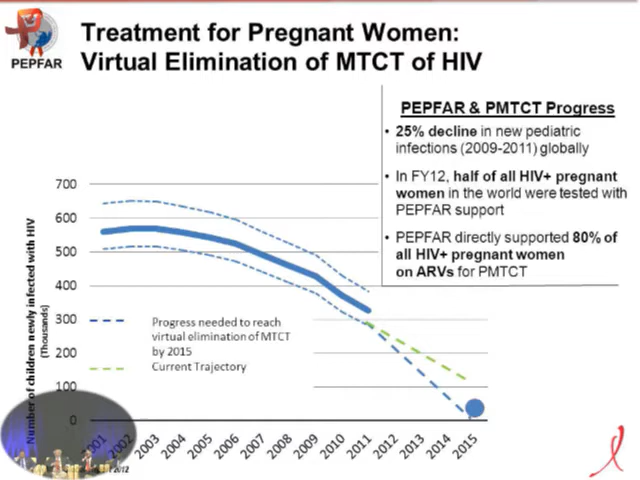 PEPFAR
Treatment for Pregnant Women:
Virtual Elimination of MTCT of HIV
PEPFAR & PMTCT Progress
• 25% decline in new pediatric
infections (2009-2011) globally
• In FY12, half of all HIV+ pregnant
women in the world were tested with
PEPFAR support
• PEPFAR directly supported 80% of
all HIV+ pregnant women
on ARVs for PMTCT
Number of children newly infected with HIV
(Thousands)
700
600
500
400
300
200
100
0
Progress needed to reach
virtual elimination of MTCT
by 2015
Current Trajectory
2001
2002
2003
2004
2005
2006
2007
2008
2009
2010
2011
2012
2013
2014
2015
2012